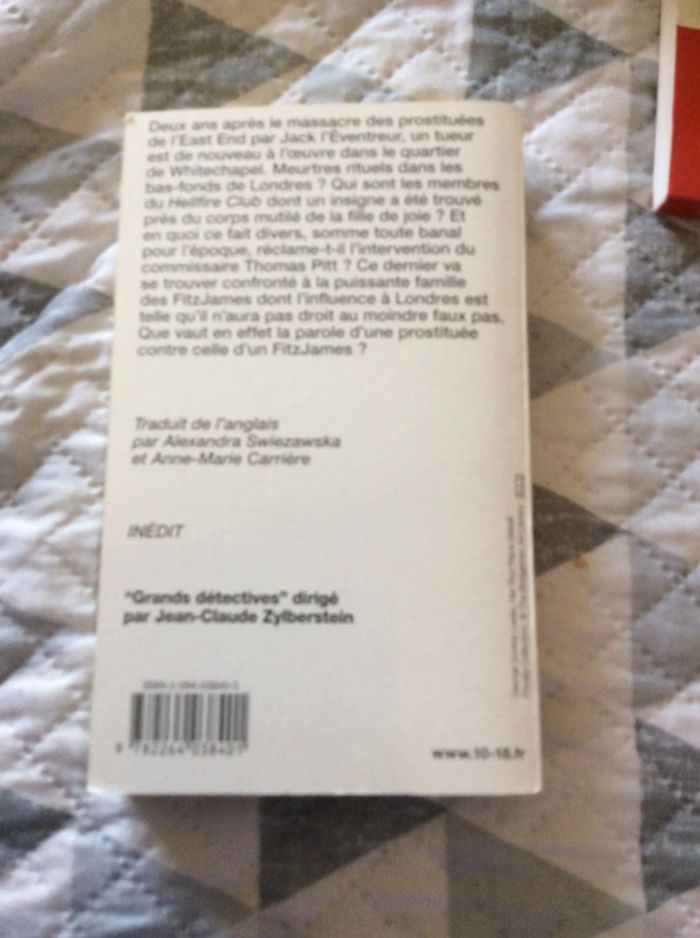 Deux ans après le massacre des prostituées
de l'East End par Jack l'Éventreur, un tueur
est de nouveau à l'œuvre dans le quartier
de Whitechapel. Meurtres rituels dans les
bas-fonds de Londres ? Qui sont les membres
du Hellfire Club dont un insigne a été trouvé
près du corps mutilé de la fille de joie ? Et
en quoi ce fait divers, somme toute banal
pour l'époque, réclame-t-il l'intervention du
commissaire Thomas Pitt ? Ce dernier va
se trouver confronté à la puissante famille
des FitzJames dont l'influence à Londres est
telle qu'il n'aura pas droit au moindre faux pas.
Que vaut en effet la parole d'une prostituée
contre celle d'un FitzJames ?
Traduit de l'anglais
par Alexandra Swiezawska
et Anne-Marie Carrière
INÉDIT
"Grands détectives" dirigé
par Jean-Claude Zylberstein
www.10-18.fr